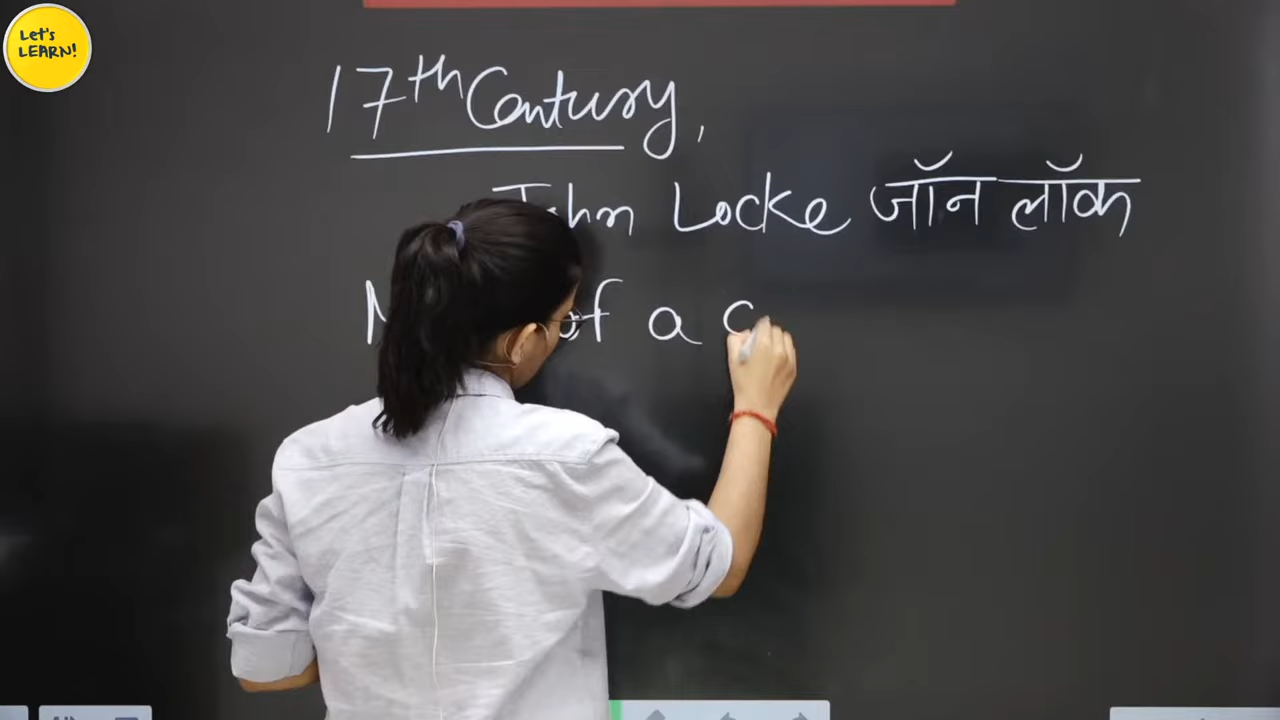 Let's
LEARN!
17th Century,
John Locke जॉन लॉक
of a